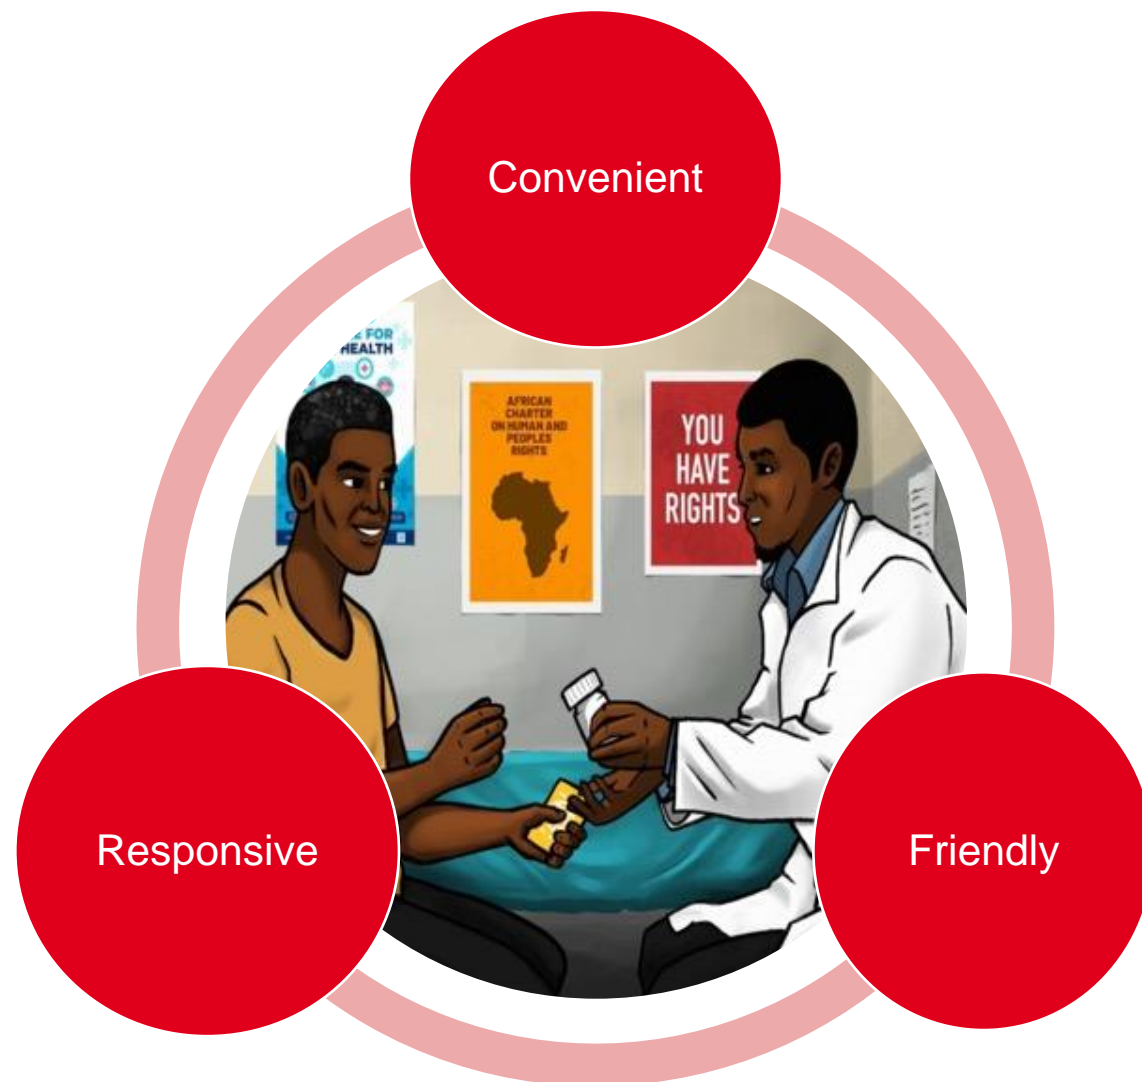 Convenient
FOR
HEALTH
AFRICAN
CHARTER
ON HUMAN AND
PEOPLES
RIGHTS
YOU
HAVE
RIGHTS
Responsive
Friendly